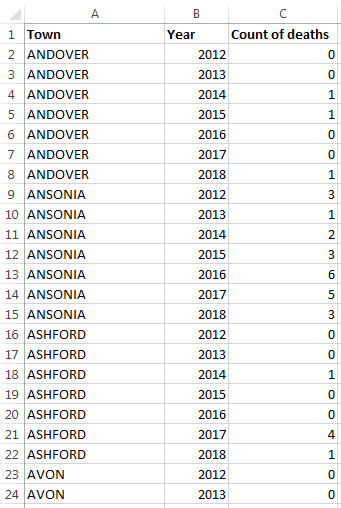 A B C
1 Town Year Count of deaths
2 ANDOVER 2012 0
3 ANDOVER 2013 0
4 ANDOVER 2014 1
5 ANDOVER 2015 1
6 ANDOVER 2016 0
7 ANDOVER 2017 0
8 ANDOVER 2018 1
9 ANSONIA 2012 3
10 ANSONIA 2013 1
11 ANSONIA 2014 2
12 ANSONIA 2015 3
13 ANSONIA 2016 6
14 ANSONIA 2017 5
15 ANSONIA 2018 3
16 ASHFORD 2012 0
17 ASHFORD 2013 0
18 ASHFORD 2014 1
19 ASHFORD 2015 0
20 ASHFORD 2016 0
21 ASHFORD 2017 4
22 ASHFORD 2018 1
23 AVON 2012 0
24 AVON 2013 0